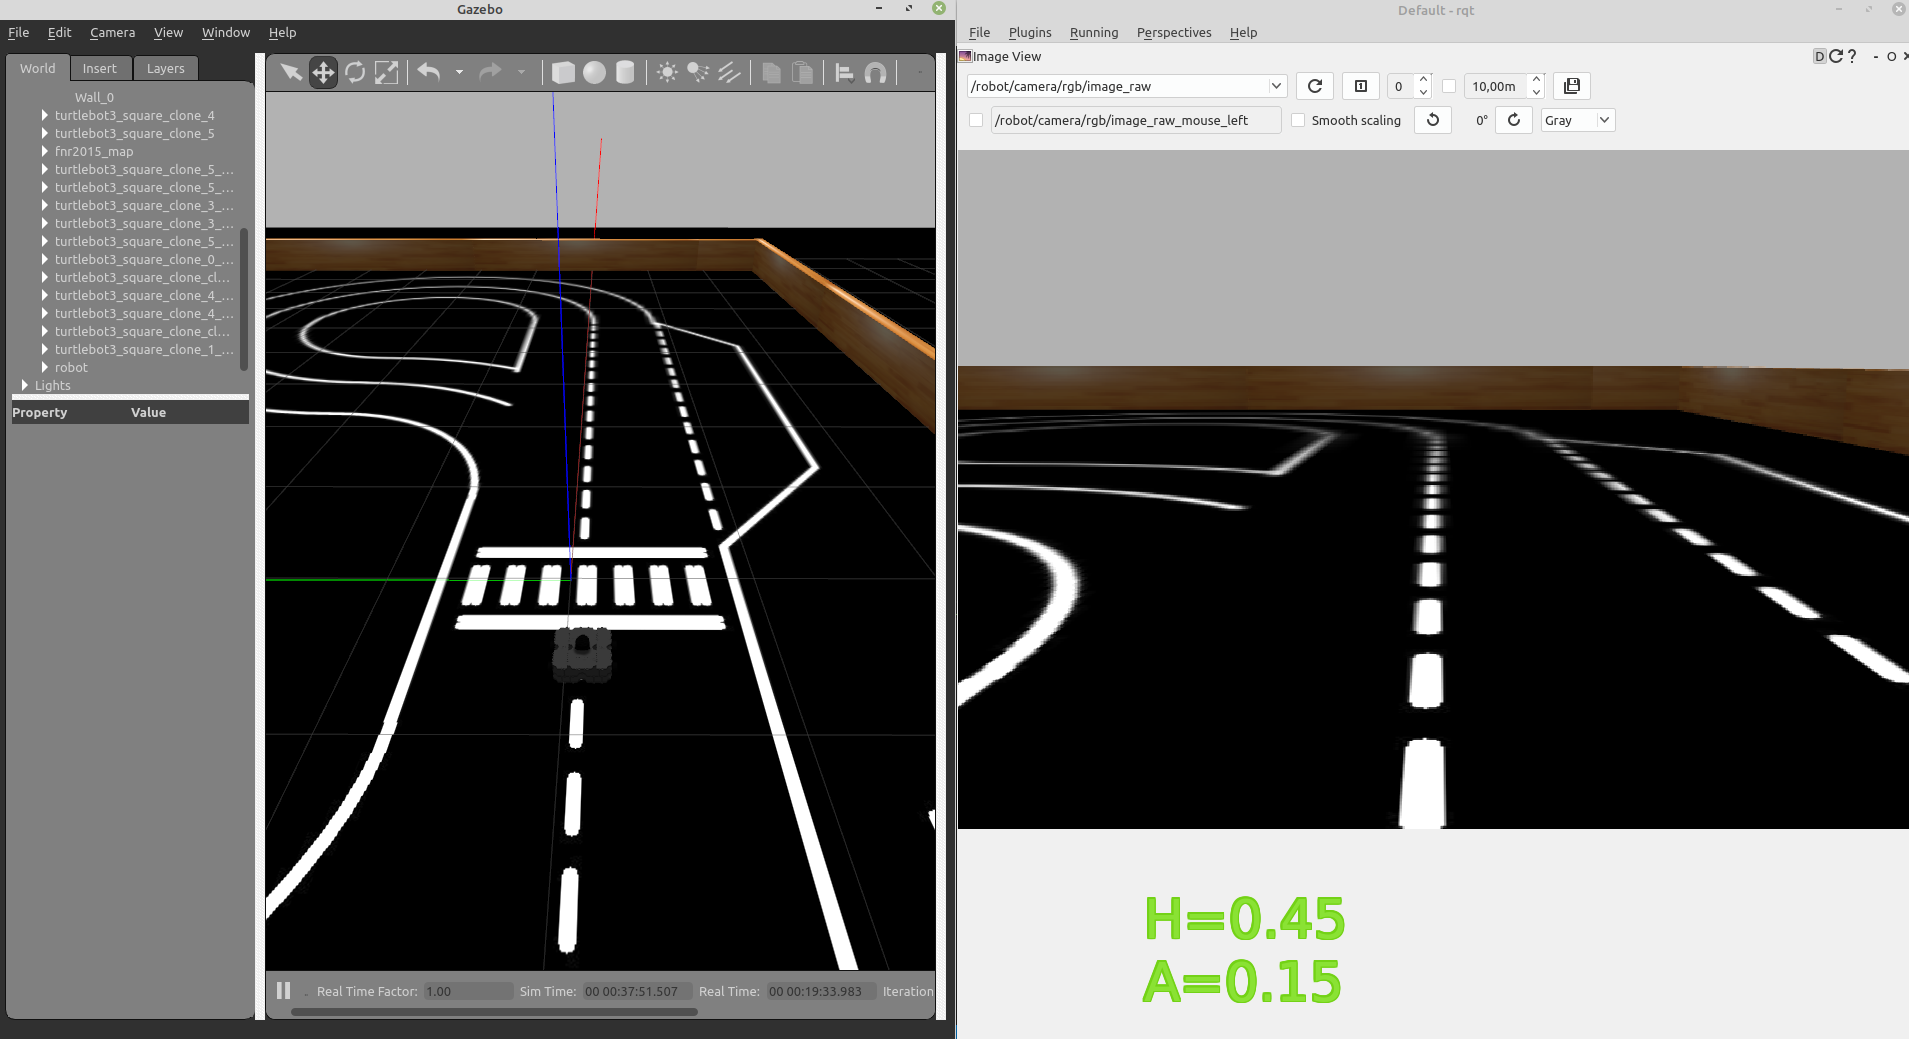 Gazebo
File Edit Camera View Window Help
World Insert Layers
Wall_0
turtlebot3_square_clone_4
turtlebot3_square_clone_5
fnr2015_map
turtlebot3_square_clone_5_...
turtlebot3_square_clone_5_...
turtlebot3_square_clone_3_...
turtlebot3_square_clone_3_...
turtlebot3_square_clone_5_...
turtlebot3_square_clone_0_...
turtlebot3_square_clone_cl...
turtlebot3_square_clone_4_...
turtlebot3_square_clone_4_...
turtlebot3_square_clone_cl...
turtlebot3_square_clone_1_...
robot
Lights
Property Value
Real Time Factor: 1.00 Sim Time: 00 00:37:51.507 Real Time: 00 00:19:33.983 Iteration
Default - rqt
File Plugins Running Perspectives Help
Image View D ? - O
/robot/camera/rgb/image_raw 1 0 10,00m
/robot/camera/rgb/image_raw_mouse_left Smooth scaling 0° Gray
H=0.45
A=0.15